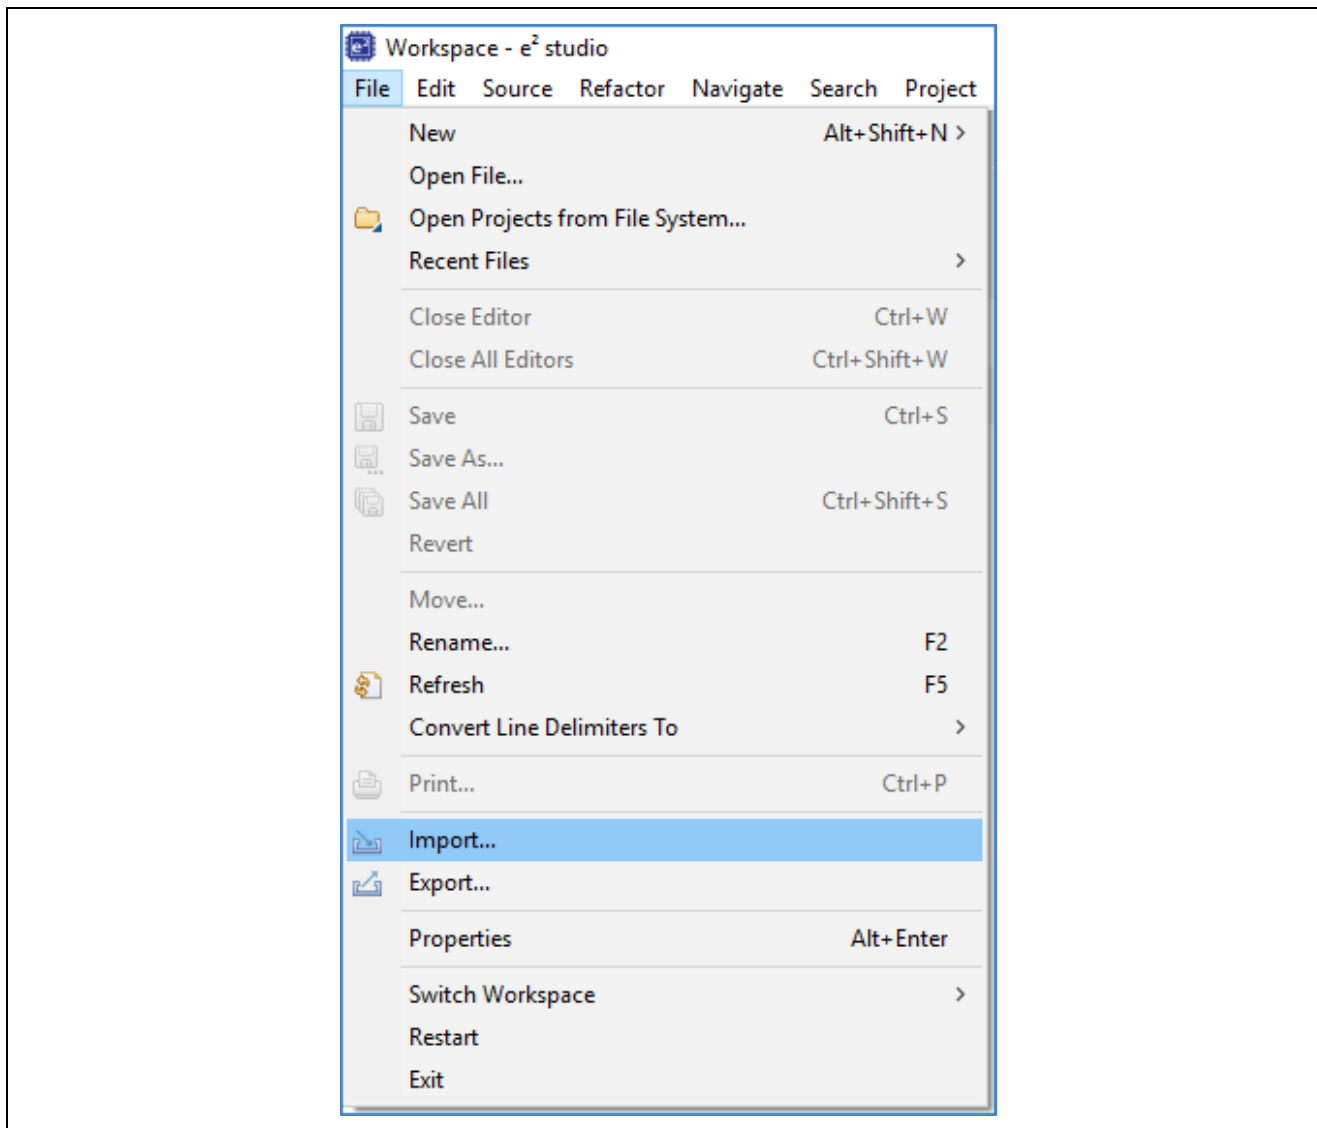 Workspace - e² studio
File Edit Source Refactor Navigate Search Project
New Alt+Shift+N >
Open File...
Open Projects from File System...
Recent Files >
Close Editor Ctrl+W
Close All Editors Ctrl+Shift+W
Save Ctrl+S
Save As...
Save All Ctrl+Shift+S
Revert
Move...
Rename... F2
Refresh F5
Convert Line Delimiters To >
Print... Ctrl+P
Import...
Export...
Properties Alt+Enter
Switch Workspace >
Restart
Exit